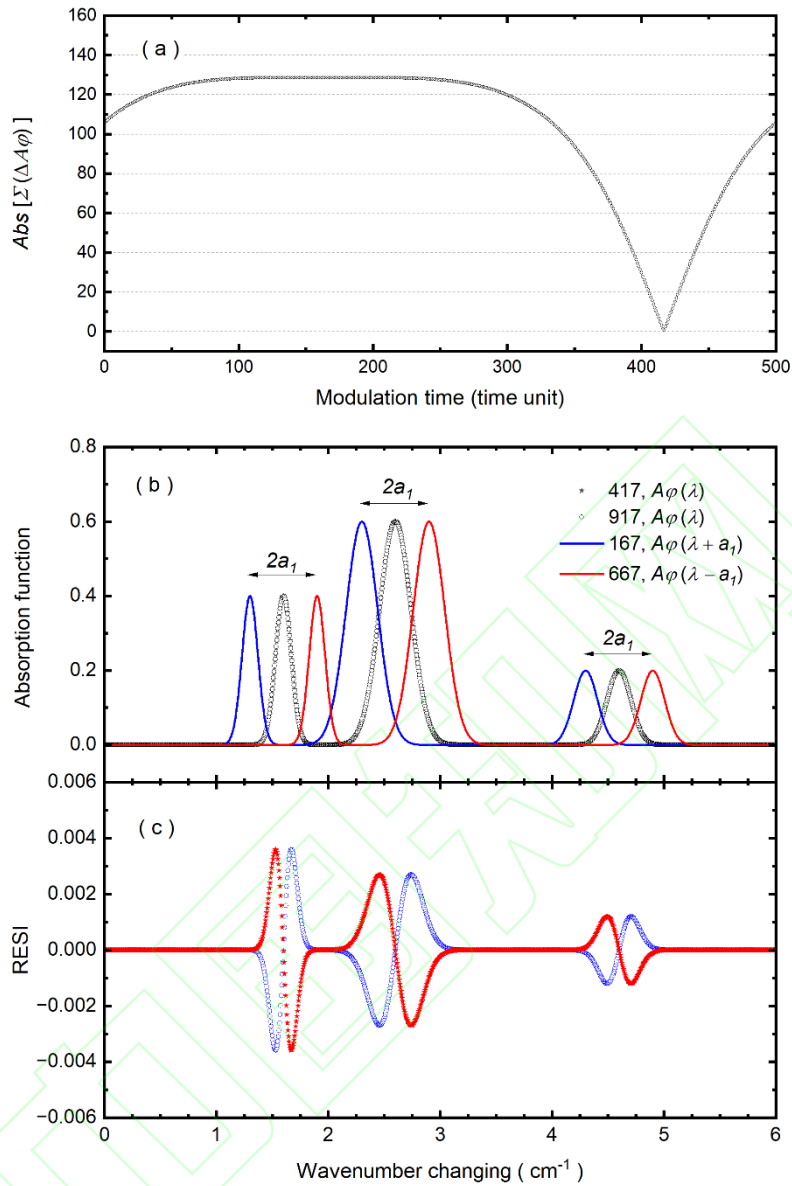 ( a )
160
140
120
100
80
60
40
20
0
Abs [Σ(ΔAφ) ]
0 100 200 300 400 500
Modulation time (time unit)
( b )
0.8
0.6
0.4
0.2
0.0
Absorption function
2a₁
2a₁
2a₁
417, Aφ(λ)
917, Aφ(λ)
167, Aφ(λ + a₁)
667, Aφ(λ − a₁)
( c )
0.006
0.004
0.002
0.000
−0.002
−0.004
−0.006
RESI
0 1 2 3 4 5 6
Wavenumber changing ( cm⁻¹ )